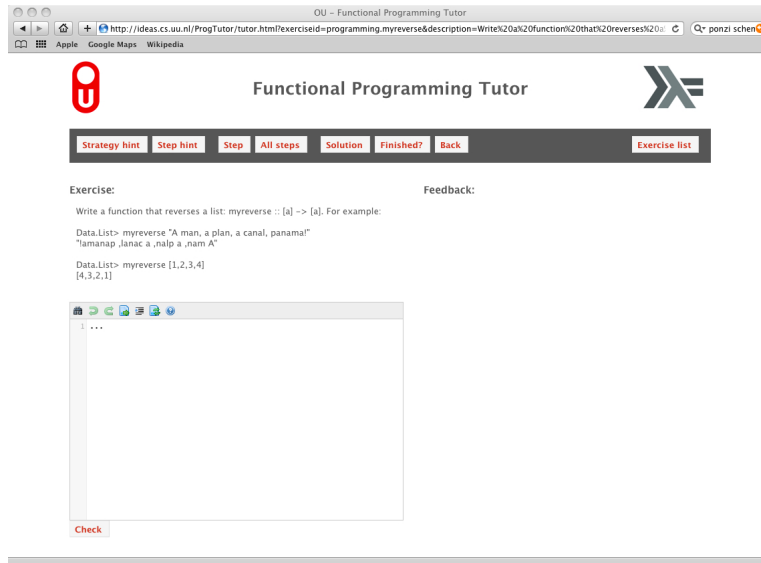 OU – Functional Programming Tutor
http://ideas.cs.uu.nl/ProgTutor/tutor.html?exerciseid=programming.myreverse&description=Write%20a%20function%20that%20reverses%20a
ponzi schen
Apple Google Maps Wikipedia
Functional Programming Tutor
Strategy hint Step hint Step All steps Solution Finished? Back Exercise list
Exercise: Feedback:
Write a function that reverses a list: myreverse :: [a] -> [a]. For example:
Data.List> myreverse "A man, a plan, a canal, panama!"
"!amanap ,lanac a ,nalp a ,nam A"
Data.List> myreverse [1,2,3,4]
[4,3,2,1]
1 ...
Check